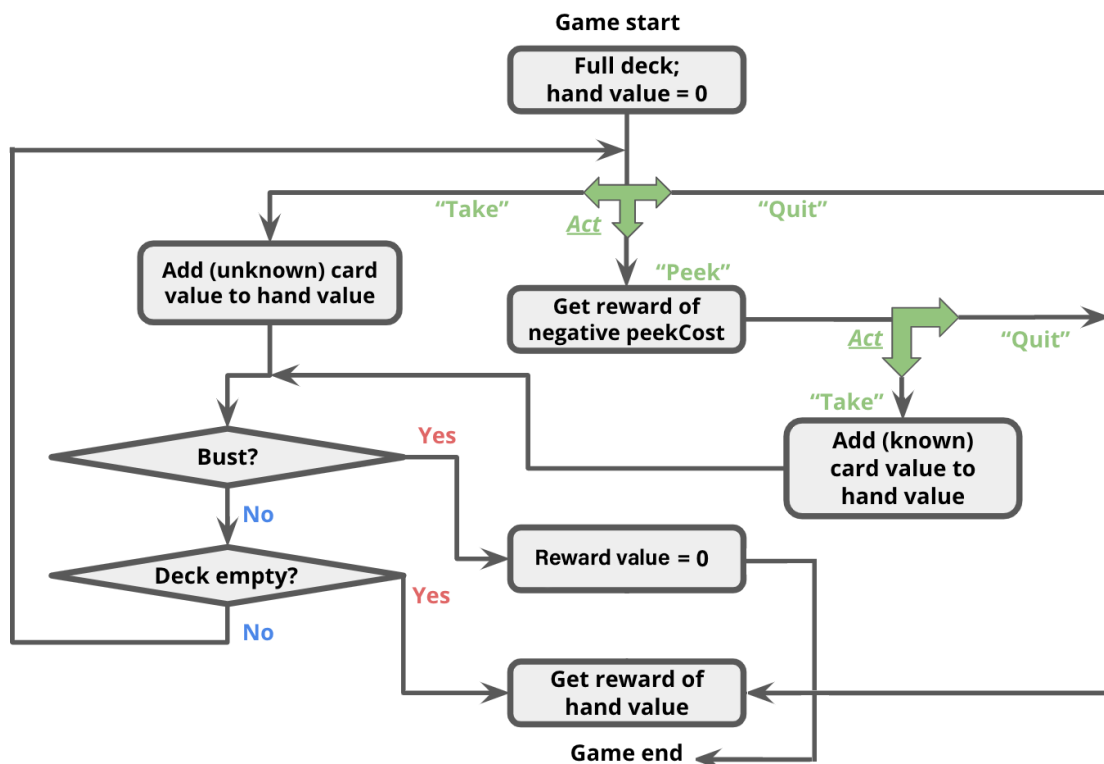 Game start
Full deck;
hand value = 0
“Take”
“Quit”
Act
“Peek”
Add (unknown) card
value to hand value
Get reward of
negative peekCost
Act
“Quit”
“Take”
Add (known)
card value to
hand value
Bust?
Yes
No
Deck empty?
Yes
No
Reward value = 0
Get reward of
hand value
Game end